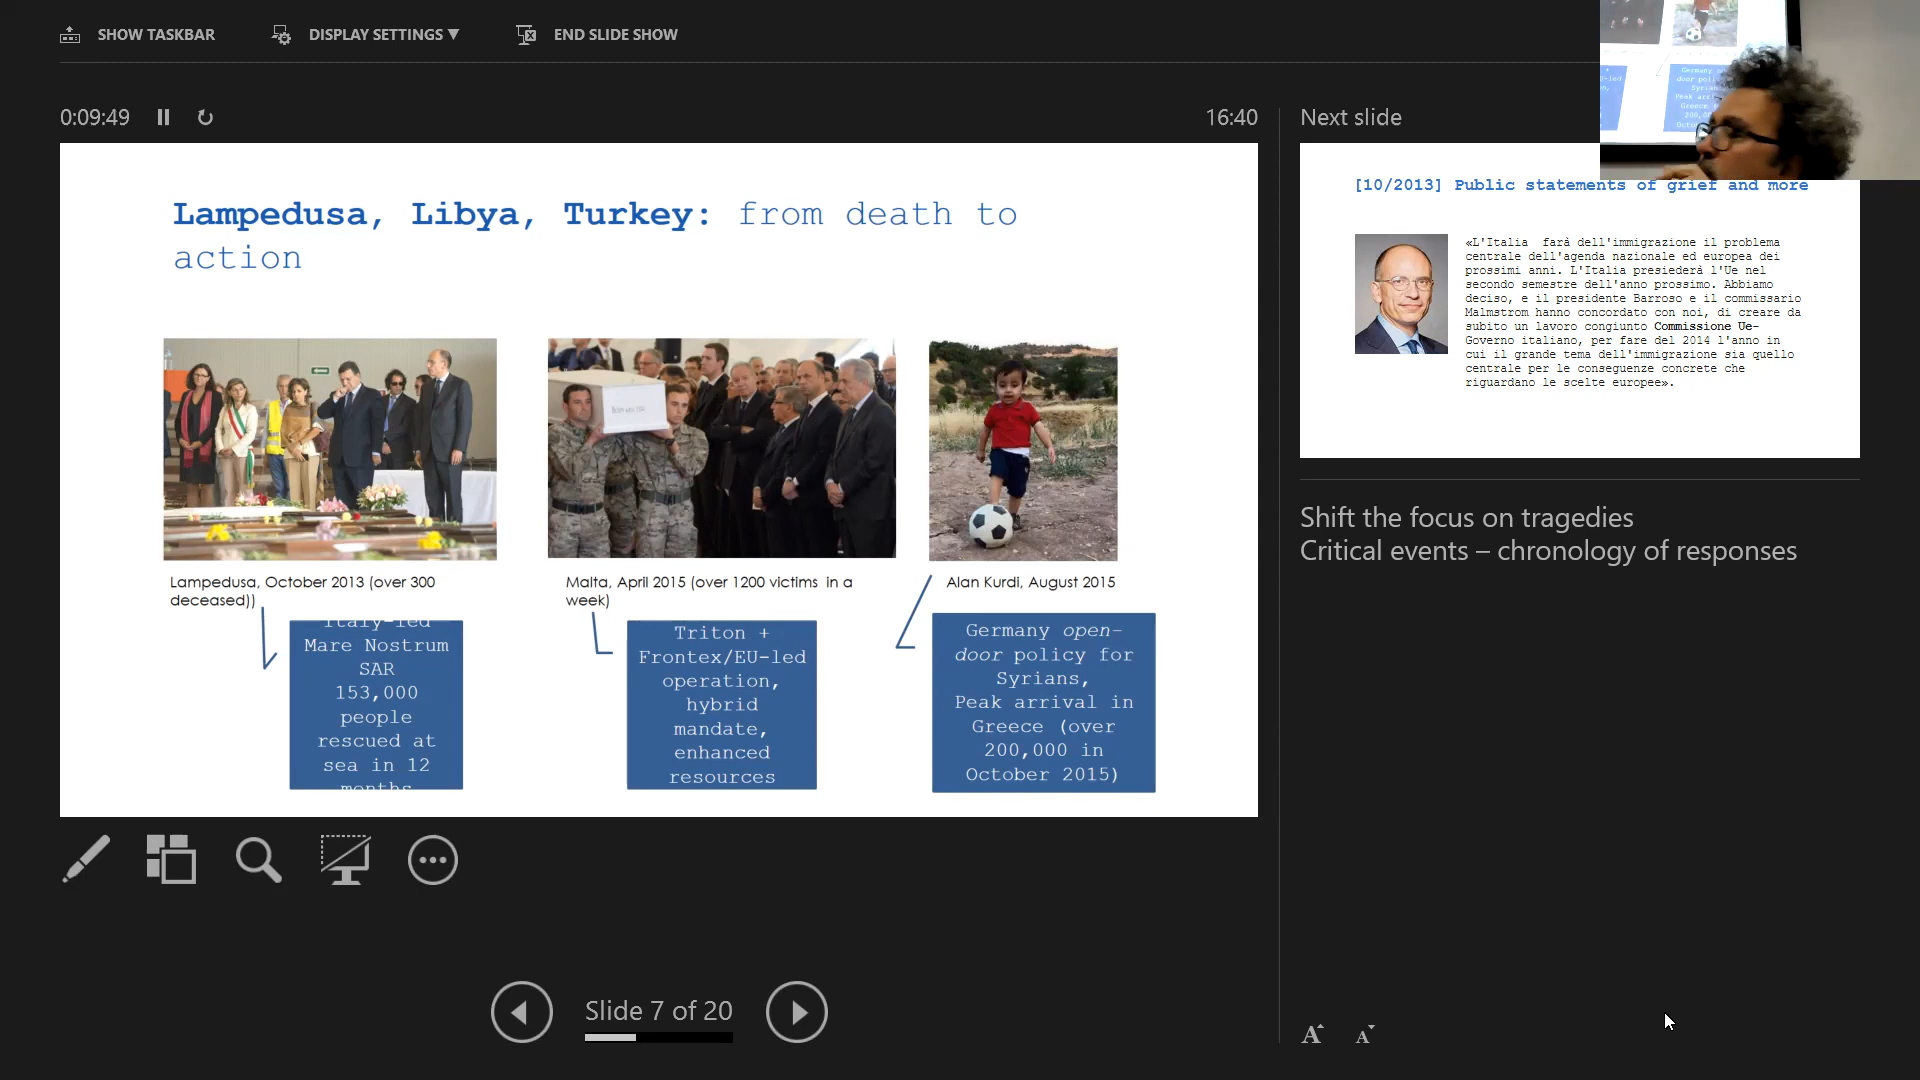 SHOW TASKBAR
DISPLAY SETTINGS ▼
END SLIDE SHOW
0:09:49
16:40
Next slide
Lampedusa, Libya, Turkey: from death to
action
Lampedusa, October 2013 (over 300
deceased))
Italy-led
Mare Nostrum
SAR
153,000
people
rescued at
sea in 12
months
Malta, April 2015 (over 1200 victims in a
week)
Triton +
Frontex/EU-led
operation,
hybrid
mandate,
enhanced
resources
Alan Kurdi, August 2015
Germany open-
door policy for
Syrians,
Peak arrival in
Greece (over
200,000 in
October 2015)
[10/2013] Public statements of grief and more
«L'Italia farà dell'immigrazione il problema
centrale dell'agenda nazionale ed europea dei
prossimi anni. L'Italia presiederà l'Ue nel
secondo semestre dell'anno prossimo. Abbiamo
deciso, e il presidente Barroso e il commissario
Malmstrom hanno concordato con noi, di creare da
subito un lavoro congiunto Commissione Ue-
Governo italiano, per fare del 2014 l'anno in
cui il grande tema dell'immigrazione sia quello
centrale per le conseguenze concrete che
riguardano le scelte europee».
Shift the focus on tragedies
Critical events – chronology of responses
Slide 7 of 20